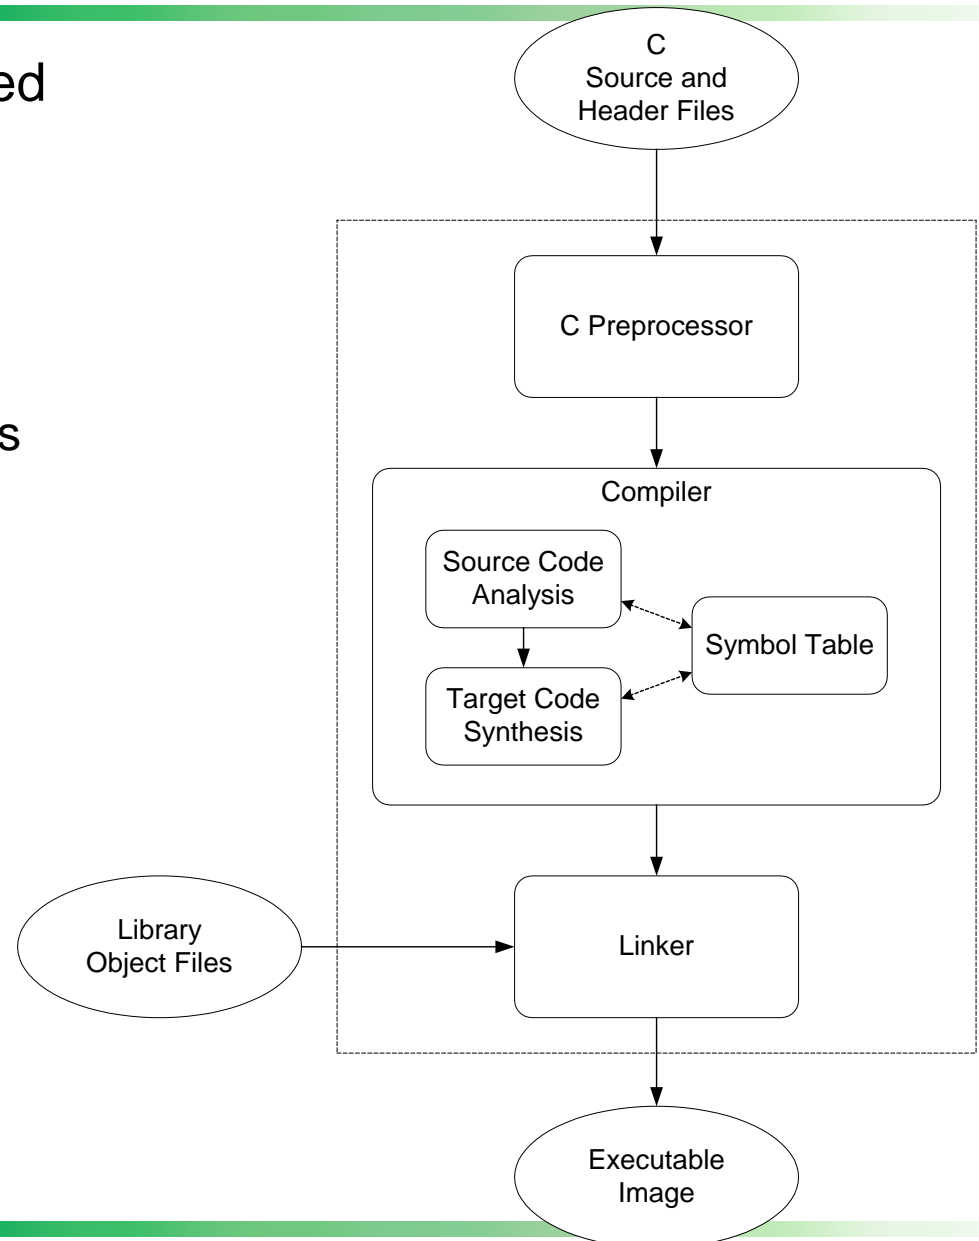 ed
C
Source and
Header Files
C Preprocessor
s
Compiler
Source Code
Analysis
Symbol Table
Target Code
Synthesis
Library
Object Files
Linker
Executable
Image